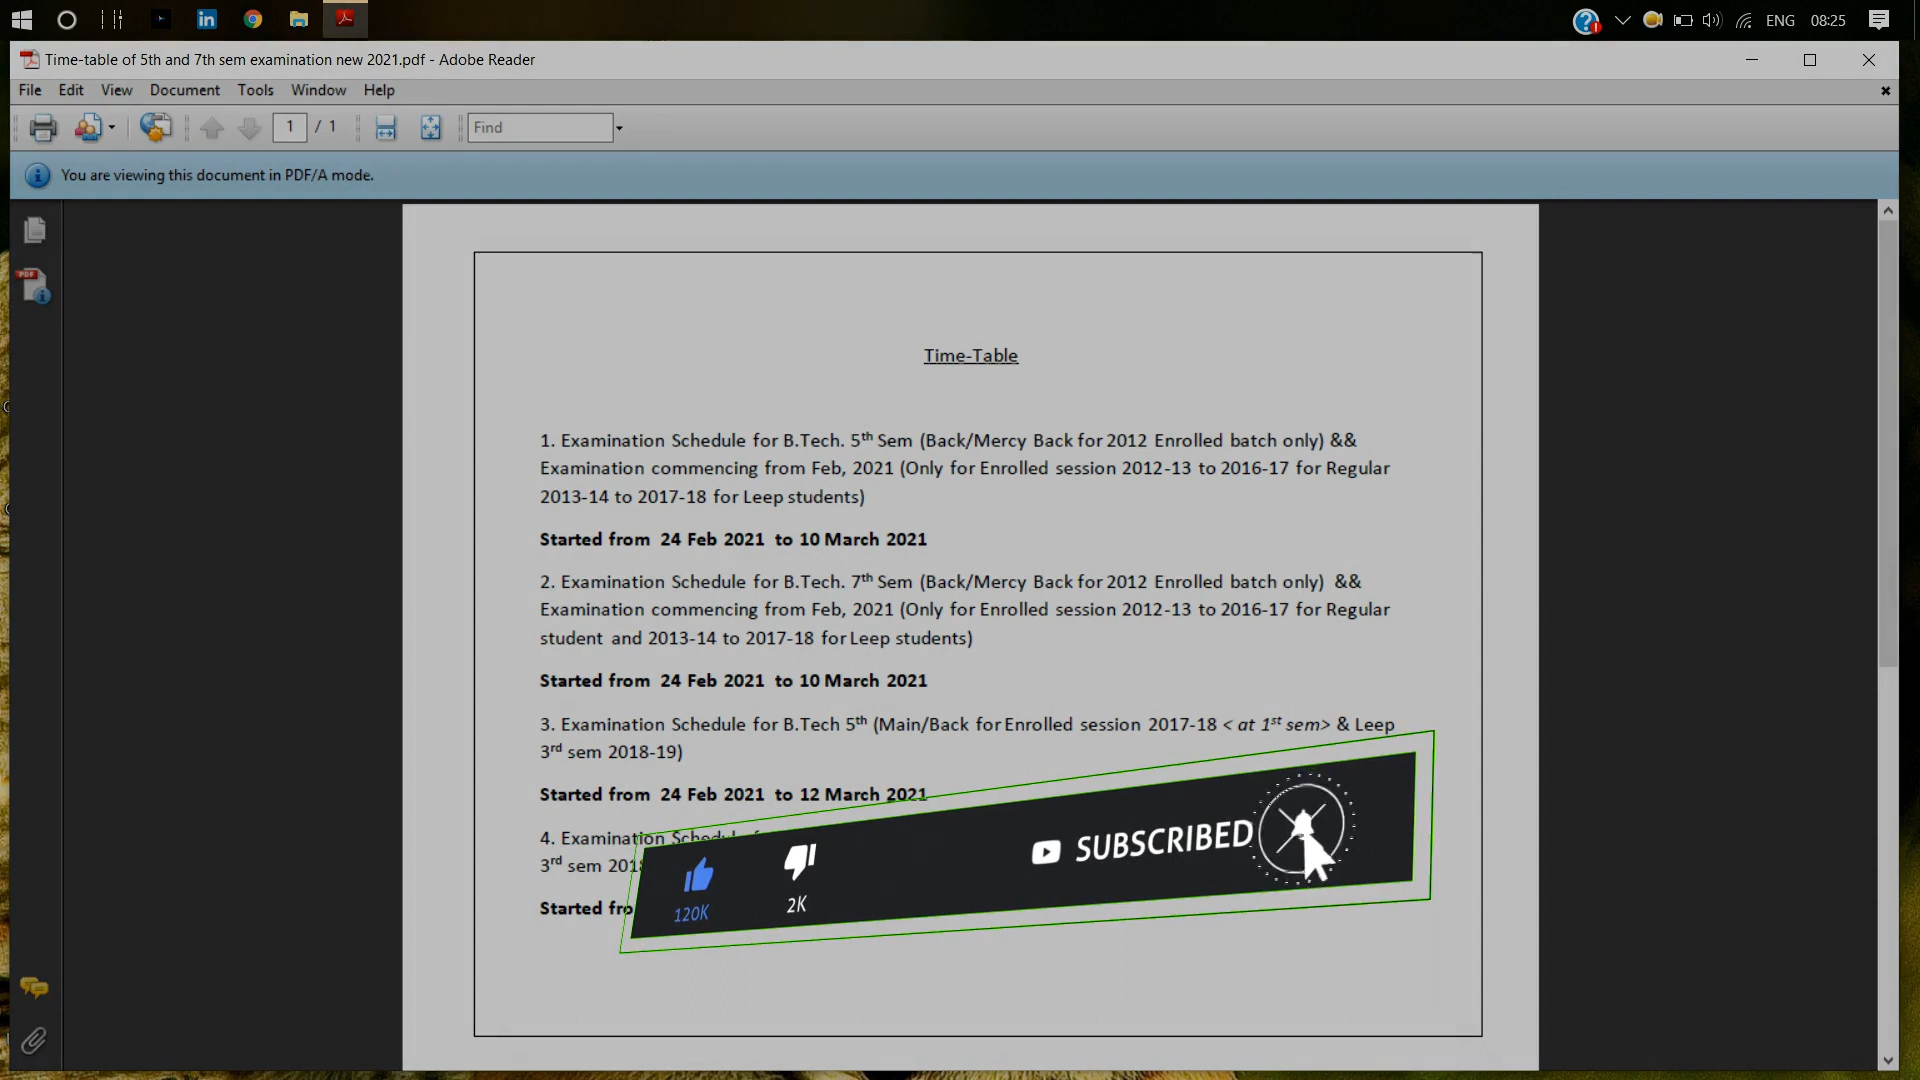 ENG 08:25
Time-table of 5th and 7th sem examination new 2021.pdf - Adobe Reader
File Edit View Document Tools Window Help
1 / 1 Find
You are viewing this document in PDF/A mode.
Time-Table
1. Examination Schedule for B.Tech. 5th Sem (Back/Mercy Back for 2012 Enrolled batch only) &&
Examination commencing from Feb, 2021 (Only for Enrolled session 2012-13 to 2016-17 for Regular
2013-14 to 2017-18 for Leep students)
Started from 24 Feb 2021 to 10 March 2021
2. Examination Schedule for B.Tech. 7th Sem (Back/Mercy Back for 2012 Enrolled batch only) &&
Examination commencing from Feb, 2021 (Only for Enrolled session 2012-13 to 2016-17 for Regular
student and 2013-14 to 2017-18 for Leep students)
Started from 24 Feb 2021 to 10 March 2021
3. Examination Schedule for B.Tech 5th (Main/Back for Enrolled session 2017-18 < at 1st sem> & Leep
3rd sem 2018-19)
Started from 24 Feb 2021 to 12 March 2021
4. Examination
3rd sem
Started
SUBSCRIBED
120K 2K